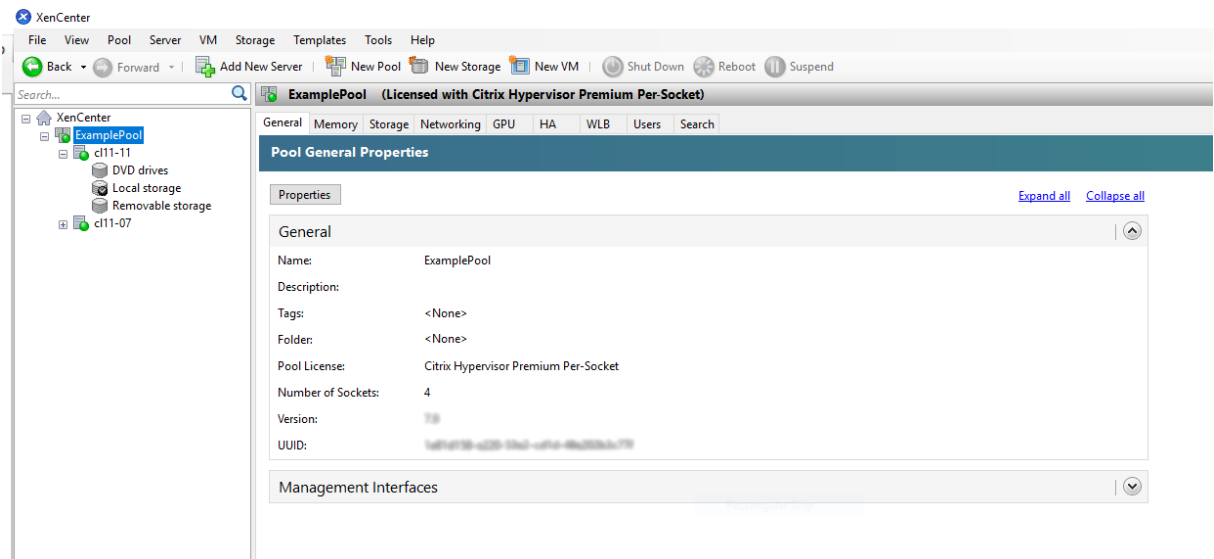 XenCenter
File View Pool Server VM Storage Templates Tools Help
Back Forward Add New Server New Pool New Storage New VM Shut Down Reboot Suspend
Search...
ExamplePool (Licensed with Citrix Hypervisor Premium Per-Socket)
XenCenter
ExamplePool
cl11-11
DVD drives
Local storage
Removable storage
cl11-07
General Memory Storage Networking GPU HA WLB Users Search
Pool General Properties
Properties
Expand all Collapse all
General
Name: ExamplePool
Description:
Tags: <None>
Folder: <None>
Pool License: Citrix Hypervisor Premium Per-Socket
Number of Sockets: 4
Version:
UUID:
Management Interfaces